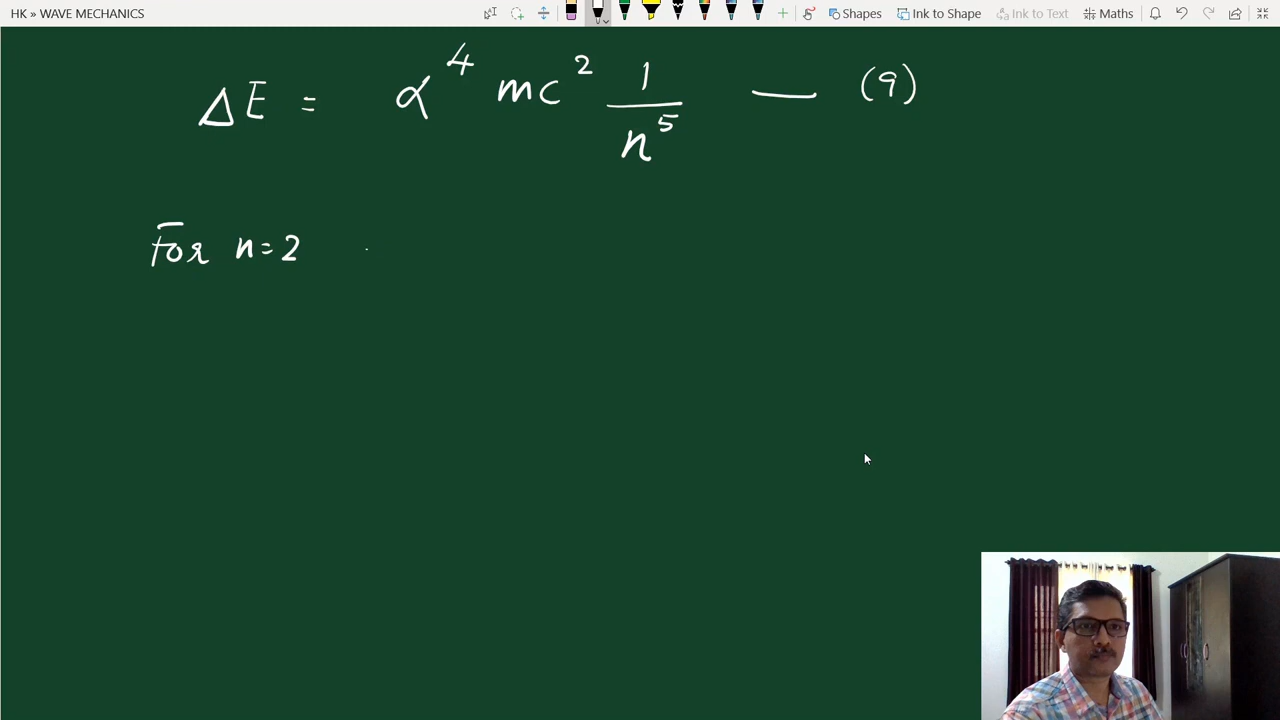 HK » WAVE MECHANICS Shapes Ink to Shape Ink to Text Maths
ΔE = α⁴ mc² 1/n⁵ — (9)
For n=2